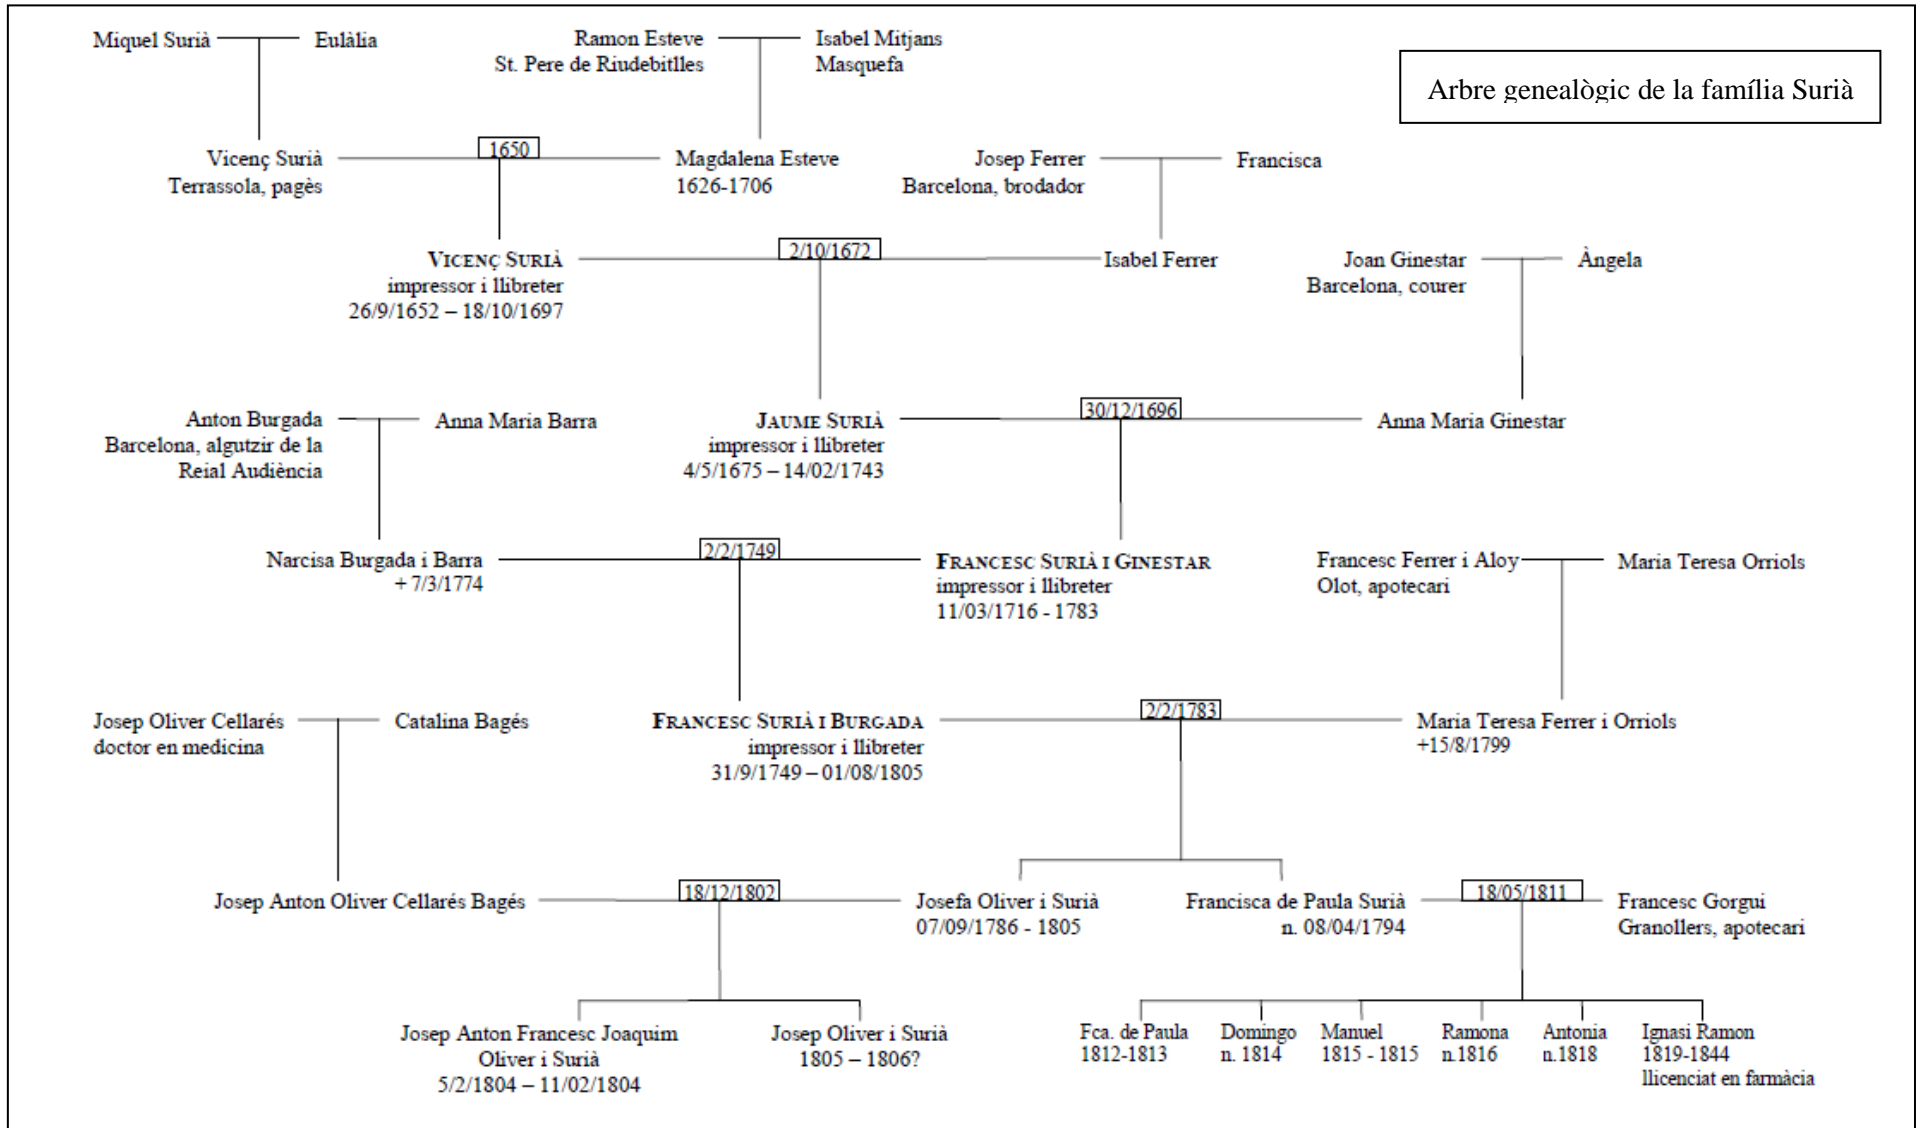 Miquel Surià
Eulàlia
Ramon Esteve
St. Pere de Riudebitlles
Isabel Mitjans
Masquefa
Arbre genealògic de la família Surià
Vicenç Surià
Terrassola, pagès
1650
Magdalena Esteve
1626-1706
Josep Ferrer
Barcelona, brodador
Francisca
VICENÇ SURIÀ
impressor i llibreter
26/9/1652 – 18/10/1697
2/10/1672
Isabel Ferrer
Joan Ginestar
Barcelona, courer
Àngela
Anton Burgada
Barcelona, algutzir de la
Reial Audiència
Anna Maria Barra
JAUME SURIÀ
impressor i llibreter
4/5/1675 – 14/02/1743
30/12/1696
Anna Maria Ginestar
Narcisa Burgada i Barra
+ 7/3/1774
2/2/1749
FRANCESC SURIÀ I GINESTAR
impressor i llibreter
11/03/1716 - 1783
Francesc Ferrer i Aloy
Olot, apotecari
Maria Teresa Orriols
Josep Oliver Cellarés
doctor en medicina
Catalina Bagés
FRANCESC SURIÀ I BURGADA
impressor i llibreter
31/9/1749 – 01/08/1805
2/2/1783
Maria Teresa Ferrer i Orriols
+15/8/1799
Josep Anton Oliver Cellarés Bagés
18/12/1802
Josefa Oliver i Surià
07/09/1786 - 1805
Francisca de Paula Surià
n. 08/04/1794
18/05/1811
Francesc Gorgui
Granollers, apotecari
Josep Anton Francesc Joaquim
Oliver i Surià
5/2/1804 – 11/02/1804
Josep Oliver i Surià
1805 – 1806?
Fca. de Paula
1812-1813
Domingo
n. 1814
Manuel
1815 - 1815
Ramona
n.1816
Antonia
n.1818
Ignasi Ramon
1819-1844
llicenciat en farmàcia